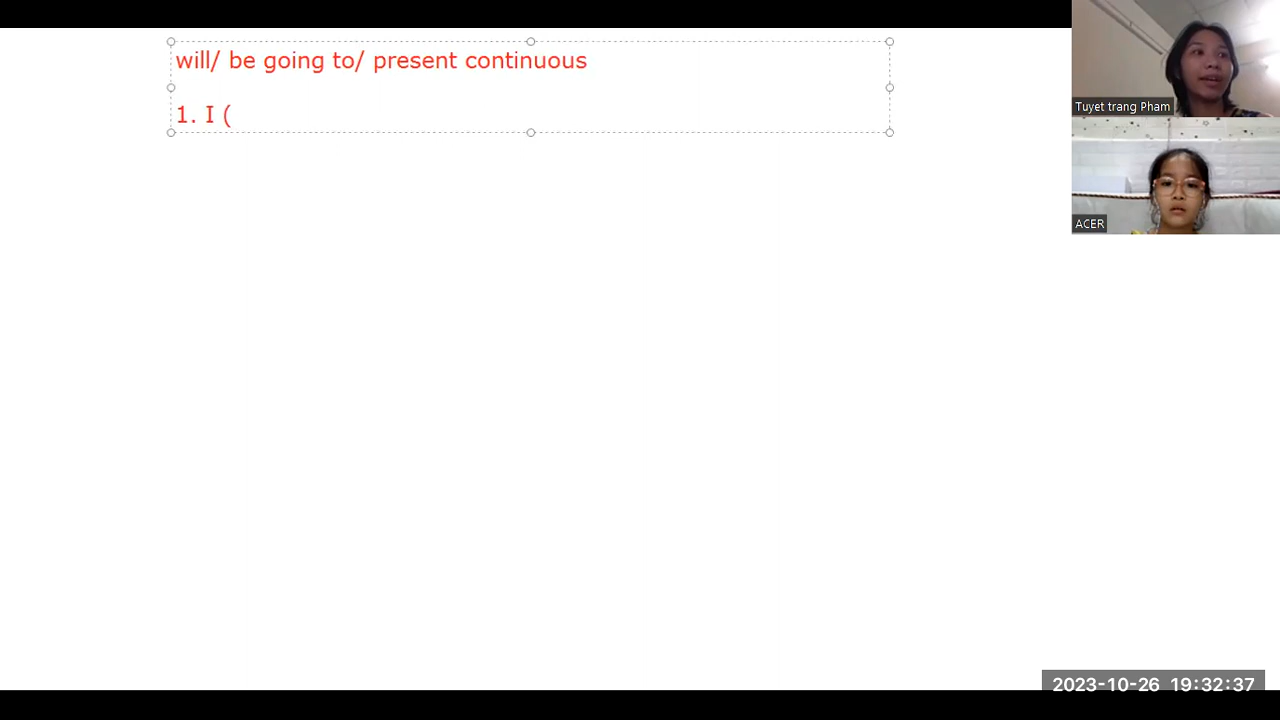 will/ be going to/ present continuous
1. I (
Tuyet trang Pham
ACER
2023-10-26 19:32:37